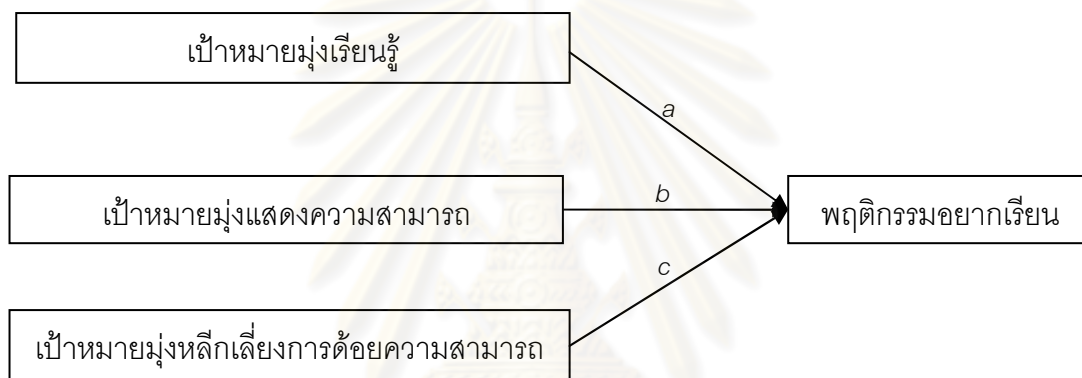 เป้าหมายมุ่งเรียนรู้
a
เป้าหมายมุ่งแสดงความสามารถ
b
พฤติกรรมอยากเรียน
c
เป้าหมายมุ่งหลีกเลี่ยงการด้อยความสามารถ